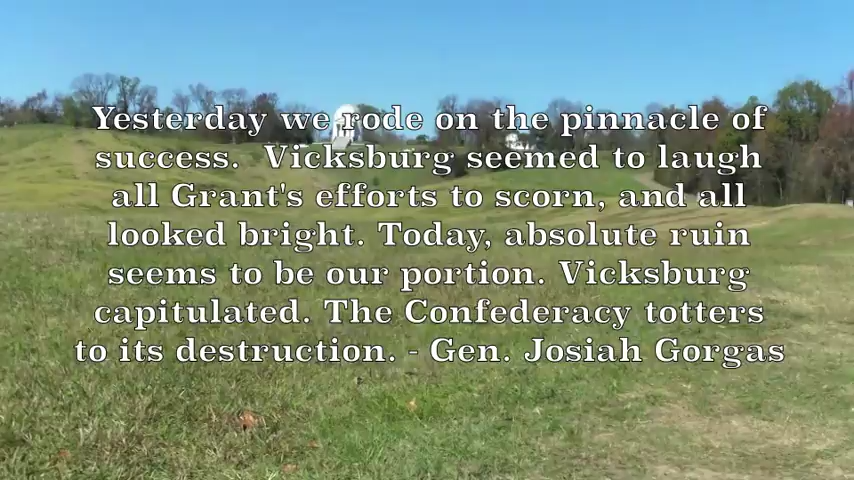 Yesterday we rode on the pinnacle of
success.  Vicksburg seemed to laugh
all Grant's efforts to scorn, and all
looked bright. Today, absolute ruin
seems to be our portion. Vicksburg
capitulated. The Confederacy totters
to its destruction. - Gen. Josiah Gorgas